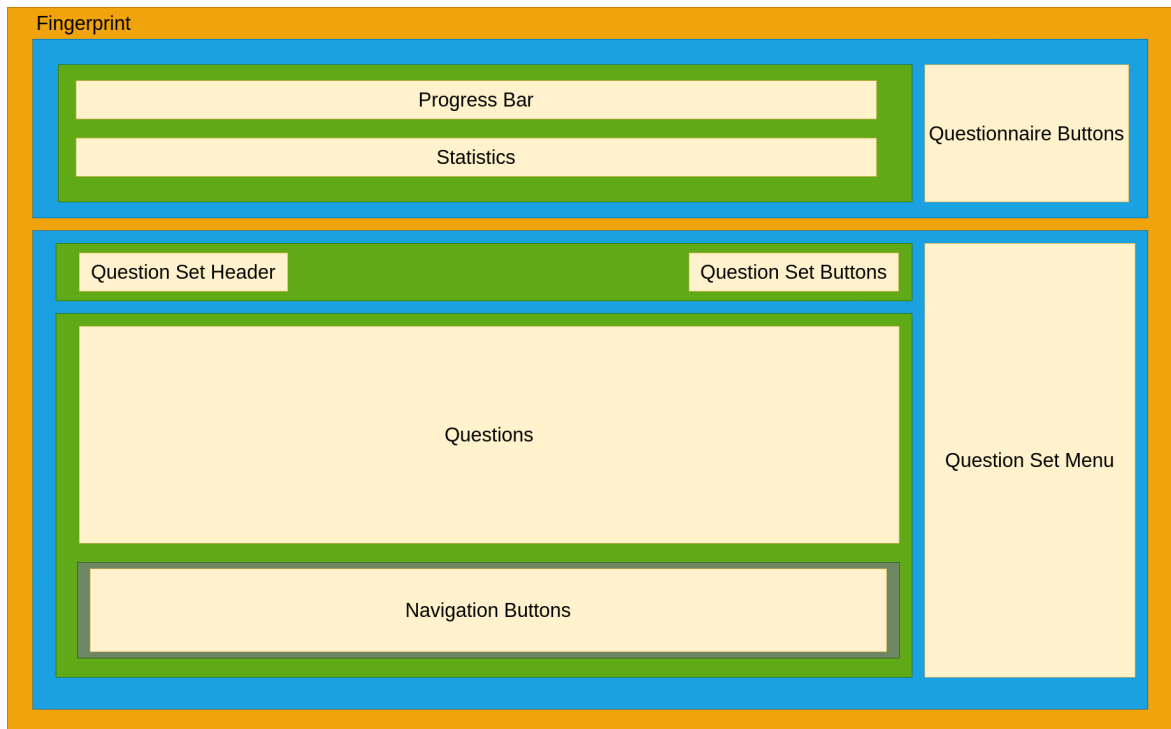 Fingerprint
Progress Bar
Statistics
Questionnaire Buttons
Question Set Header
Question Set Buttons
Questions
Navigation Buttons
Question Set Menu